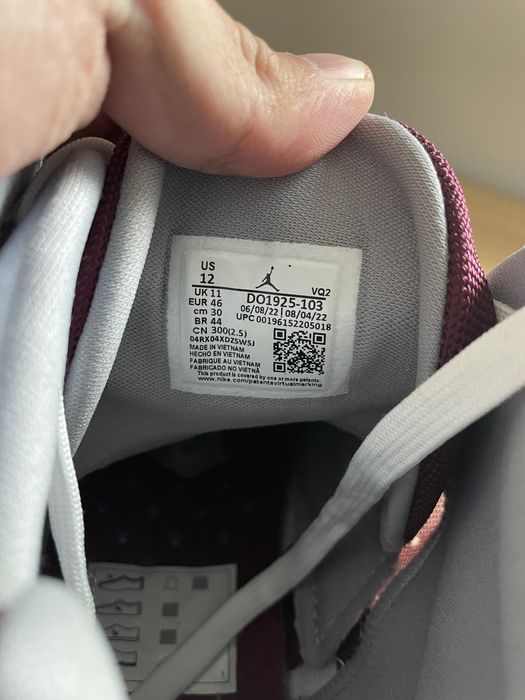 US
12
VQ2
UK 11
DO1925-103
EUR 46
06/08/22 | 08/04/22
cm 30
UPC 00196152205018
BR 44
CN 300(2.5)
04RX04XDZSWSJ
MADE IN VIETNAM
HECHO EN VIETNAM
FABRIQUE AU VIETNAM
FABRICADO NO VIETNÃ
This product is covered by one or more patents:
www.nike.com/patentsvirtualmarking